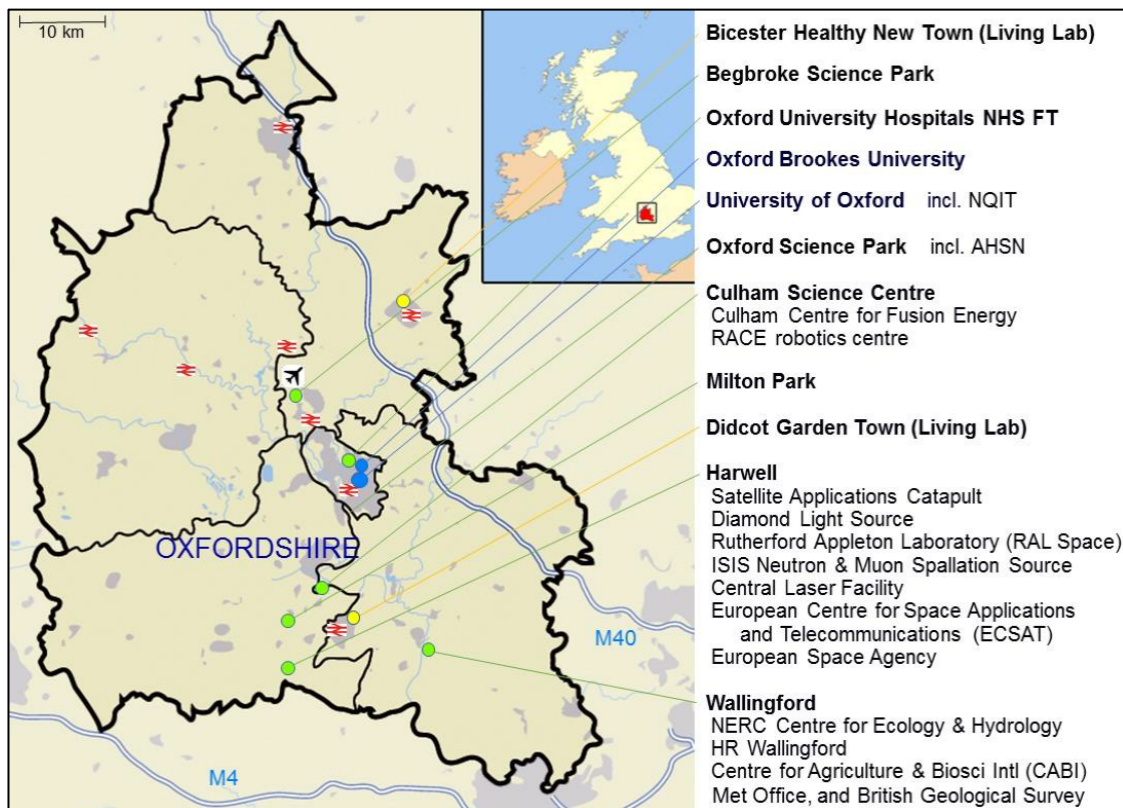 10 km
OXFORDSHIRE
M40
M4
Bicester Healthy New Town (Living Lab)
Begbroke Science Park
Oxford University Hospitals NHS FT
Oxford Brookes University
University of Oxford incl. NQIT
Oxford Science Park incl. AHSN
Culham Science Centre
Culham Centre for Fusion Energy
RACE robotics centre
Milton Park
Didcot Garden Town (Living Lab)
Harwell
Satellite Applications Catapult
Diamond Light Source
Rutherford Appleton Laboratory (RAL Space)
ISIS Neutron & Muon Spallation Source
Central Laser Facility
European Centre for Space Applications
and Telecommunications (ECSAT)
European Space Agency
Wallingford
NERC Centre for Ecology & Hydrology
HR Wallingford
Centre for Agriculture & Biosci Intl (CABI)
Met Office, and British Geological Survey